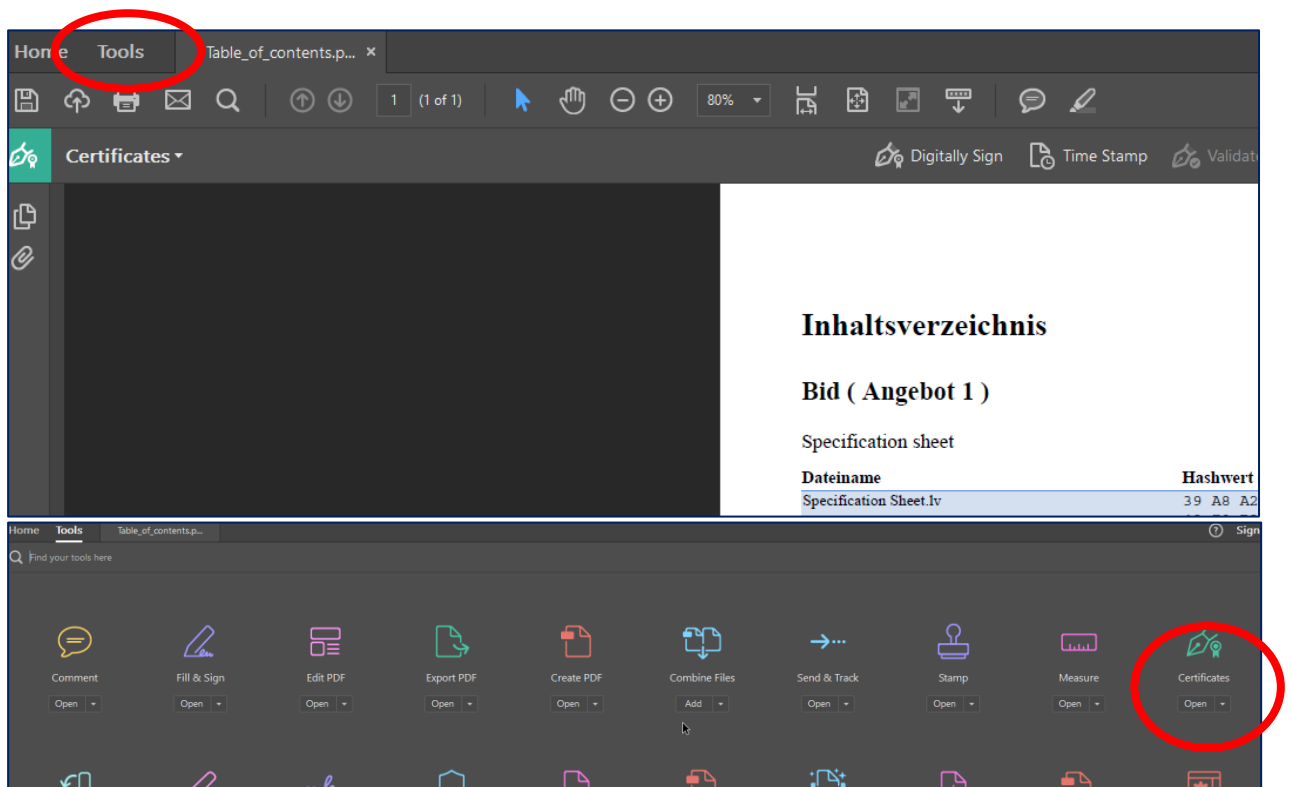 Home Tools Table_of_contents.p... ×
1 (1 of 1) 80%
Certificates Digitally Sign Time Stamp
Inhaltsverzeichnis
Bid ( Angebot 1 )
Specification sheet
Dateiname Hashwert
Specification Sheet.lv 39 A8 A2
Home Tools Table_of_contents.p... Sign
Find your tools here
Comment Fill & Sign Edit PDF Export PDF Create PDF Combine Files Send & Track Stamp Measure Certificates
Open Open Open Open Open Add Open Open Open Open